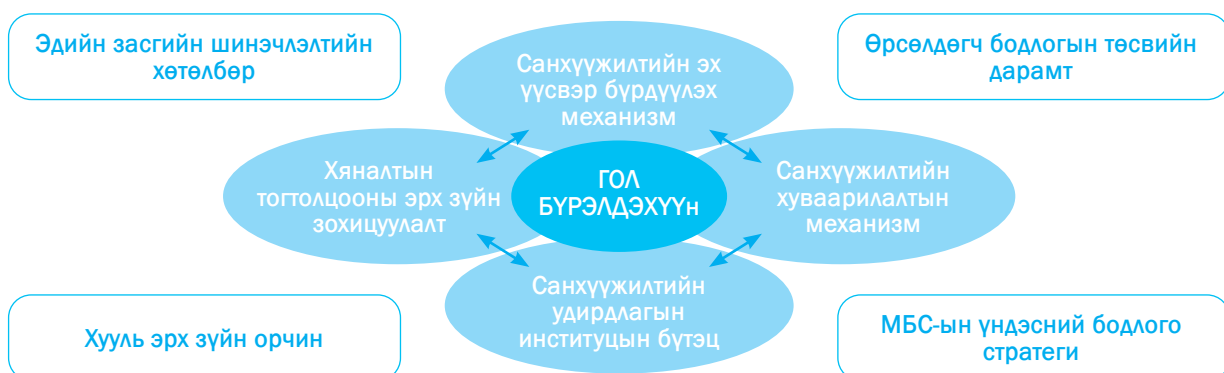 Эдийн засгийн шинэчлэлтийн
хөтөлбөр
Санхүүжилтийн эх
үүсвэр бүрдүүлэх
механизм
Өрсөлдөгч бодлогын төсвийн
дарамт
Хяналтын
тогтолцооны эрх зүйн
зохицуулалт
ГОЛ
БҮРЭЛДЭХҮҮн
Санхүүжилтийн
хуваарилалтын
механизм
Хууль эрх зүйн орчин
Санхүүжилтийн
удирдлагын
институцын бүтэц
МБС-ын үндэсний бодлого
стратеги